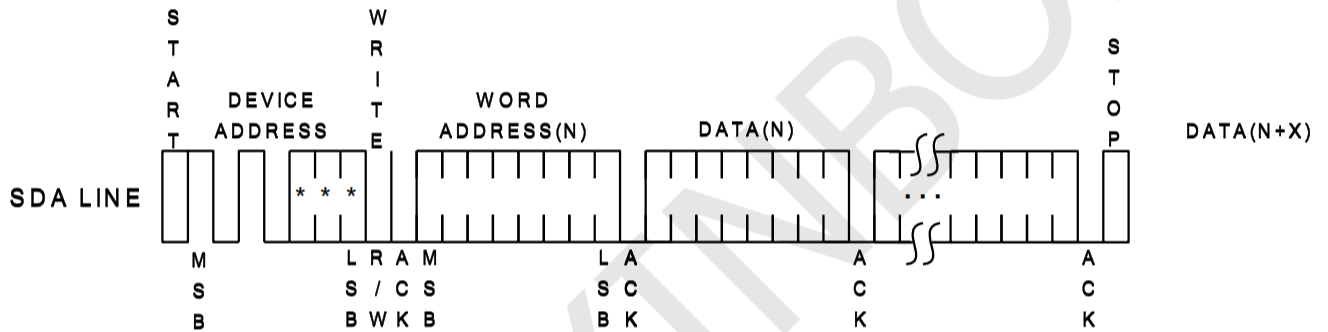 START
WRITE
STOP
DEVICE
ADDRESS
WORD
ADDRESS(N)
DATA(N)
DATA(N+X)
SDA LINE
* * *
...
MSB
LSB
R/W
ACK
MSB
LSB
ACK
ACK
ACK